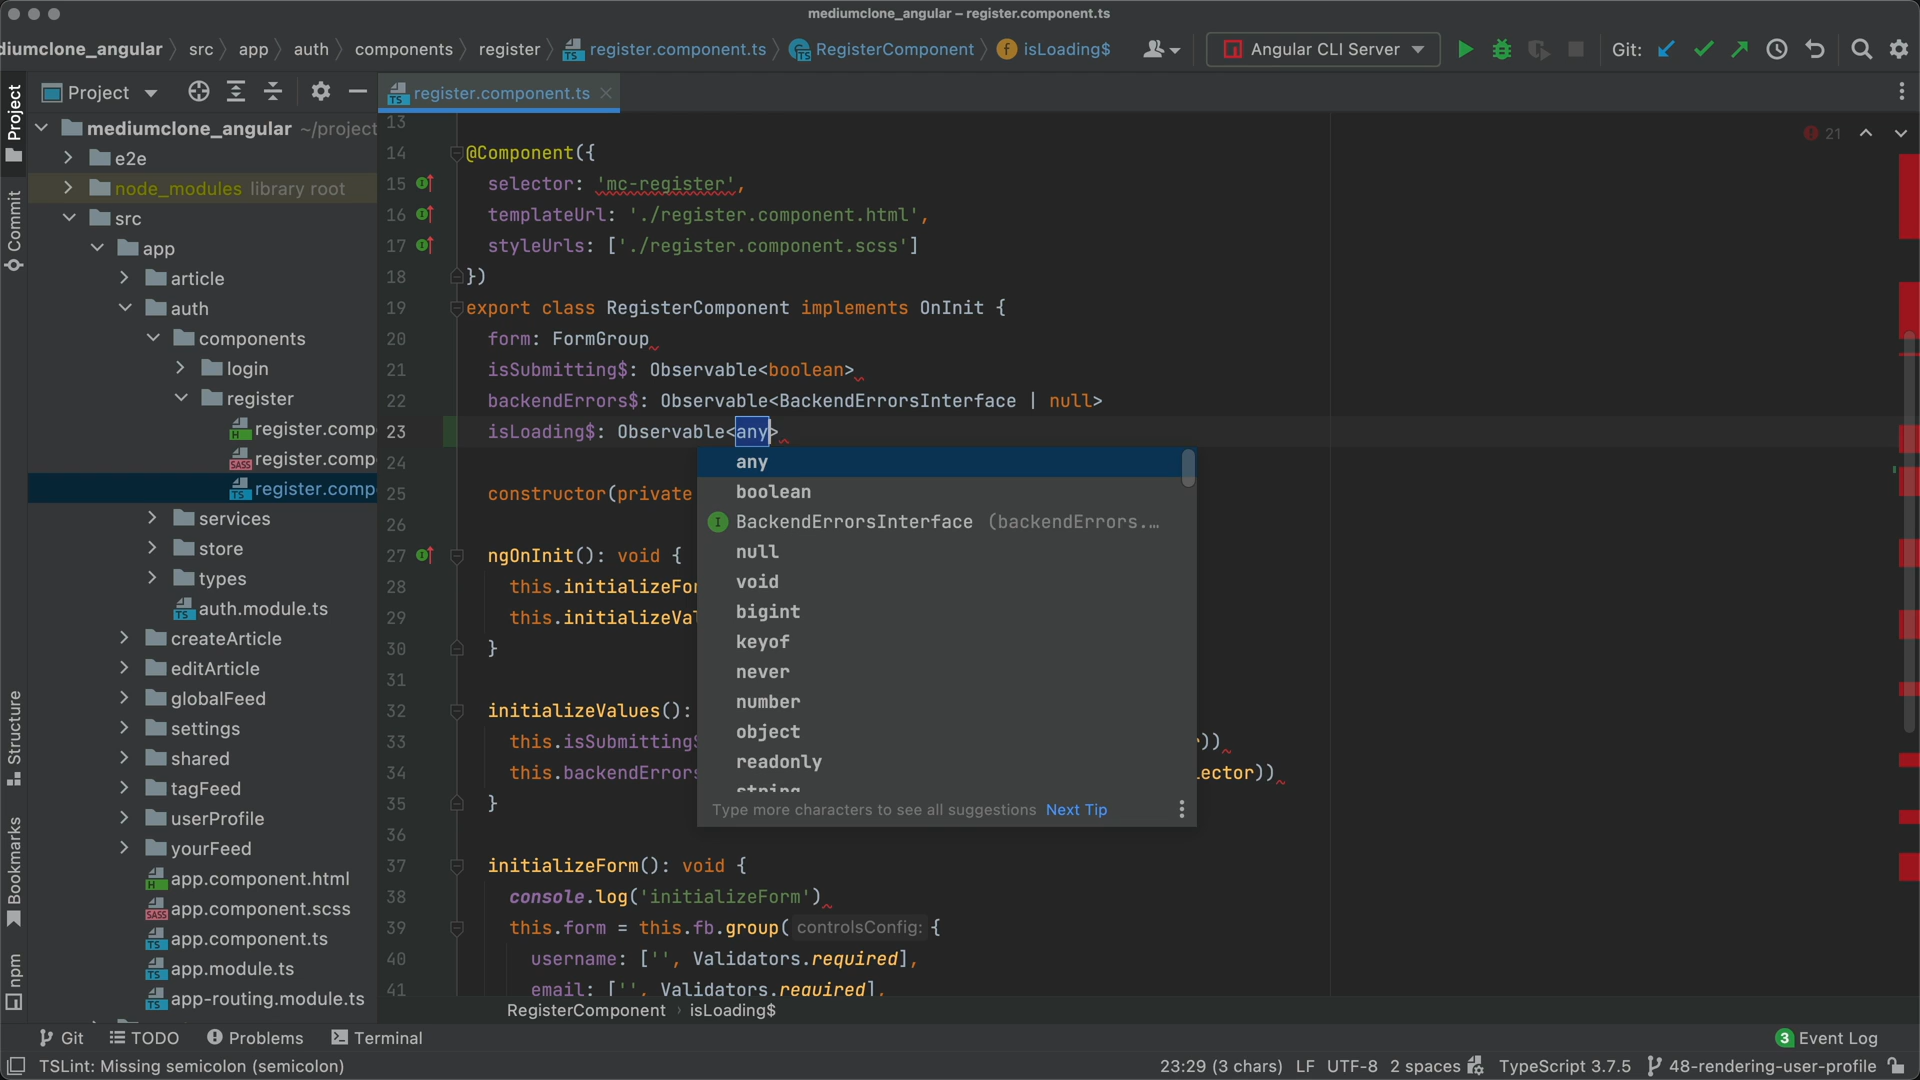 mediumclone_angular – register.component.ts
diumclone_angular src app auth components register register.component.ts RegisterComponent isLoading$ Angular CLI Server Git:
Project register.component.ts
Project
Commit
Structure
Bookmarks
npm
mediumclone_angular ~/project
e2e
node_modules library root
src
app
article
auth
components
login
register
register.comp
register.comp
register.comp
services
store
types
auth.module.ts
createArticle
editArticle
globalFeed
settings
shared
tagFeed
userProfile
yourFeed
app.component.html
app.component.scss
app.component.ts
app.module.ts
app-routing.module.ts
21
13
14 @Component({
15 selector: 'mc-register',
16 templateUrl: './register.component.html',
17 styleUrls: ['./register.component.scss']
18 })
19 export class RegisterComponent implements OnInit {
20 form: FormGroup
21 isSubmitting$: Observable<boolean>
22 backendErrors$: Observable<BackendErrorsInterface | null>
23 isLoading$: Observable<any>
24
25 constructor(private
26
27 ngOnInit(): void {
28 this.initializeFor
29 this.initializeVal
30 }
31
32 initializeValues():
33 this.isSubmitting$ r))
34 this.backendErrors lector))
35 }
36
37 initializeForm(): void {
38 console.log('initializeForm')
39 this.form = this.fb.group( controlsConfig: {
40 username: ['', Validators.required],
41 email: ['', Validators.required],
any
boolean
I BackendErrorsInterface (backendErrors....
null
void
bigint
keyof
never
number
object
readonly
string
Type more characters to see all suggestions Next Tip
RegisterComponent › isLoading$
Git TODO Problems Terminal 3 Event Log
TSLint: Missing semicolon (semicolon) 23:29 (3 chars) LF UTF-8 2 spaces TypeScript 3.7.5 48-rendering-user-profile